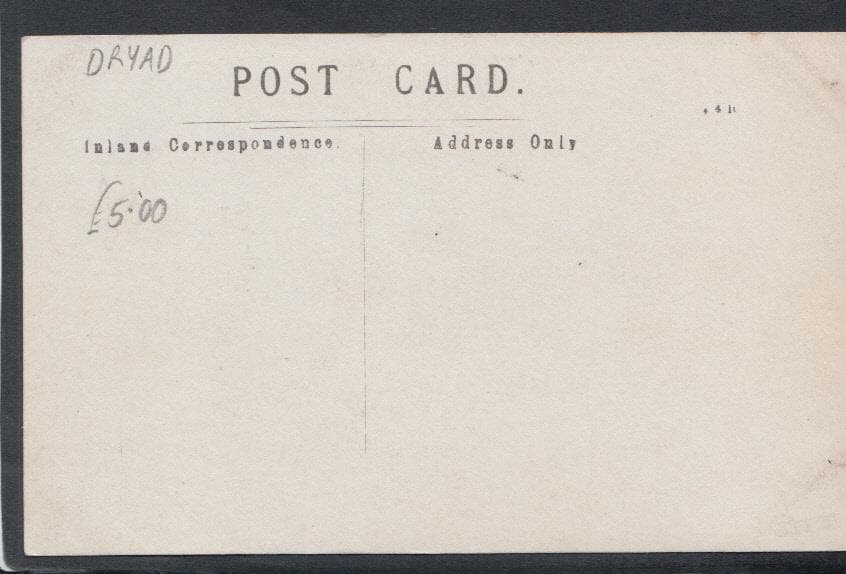 DRYAD
POST CARD.
Inland Correspondence.
Address Only
£5.00